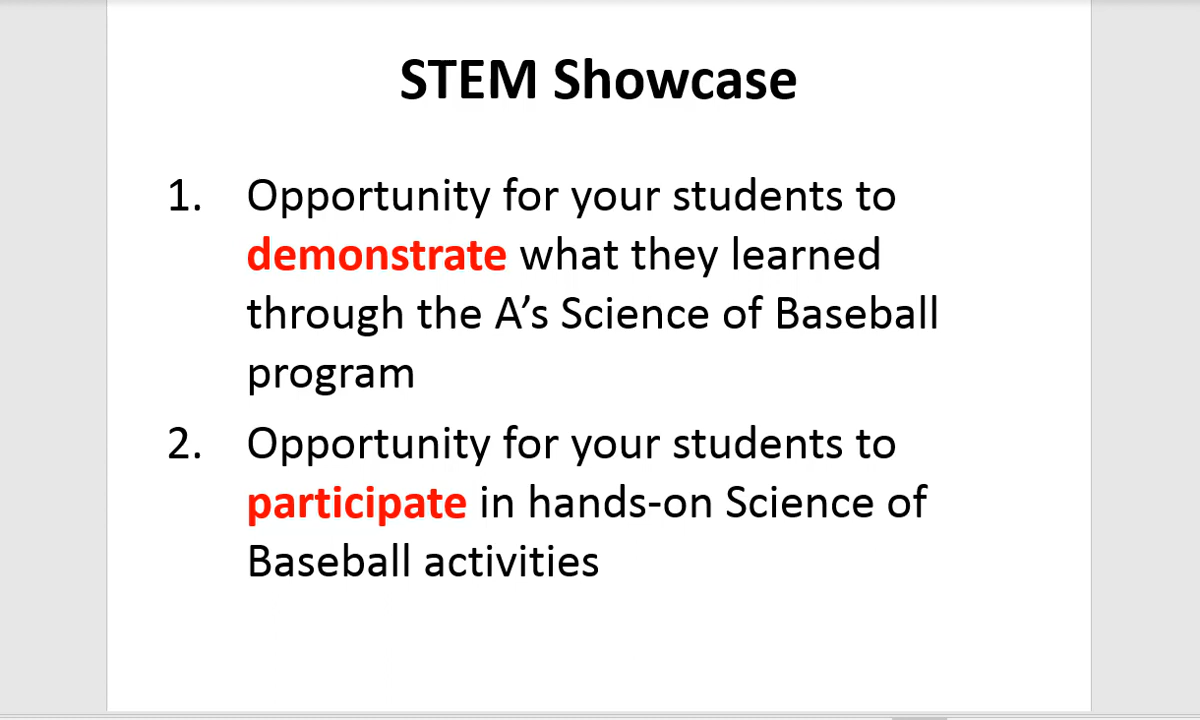 STEM Showcase
1. Opportunity for your students to
demonstrate what they learned
through the A’s Science of Baseball
program
2. Opportunity for your students to
participate in hands-on Science of
Baseball activities